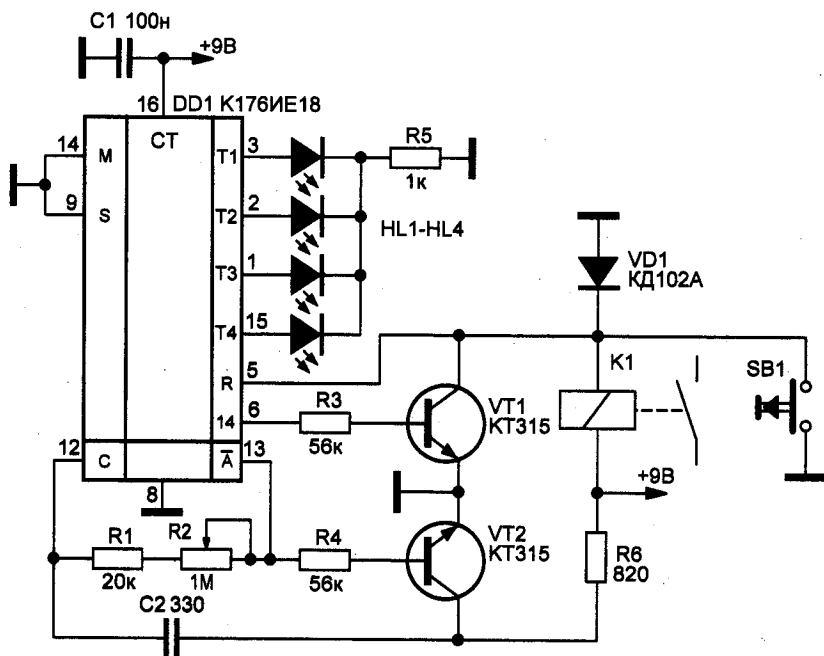 C1 100н
+9В
16 DD1 К176ИЕ18
CT
14 M
9 S
T1 3
T2 2
T3 1
T4 15
R 5
14 6
12 C
A̅ 13
8
R5
1к
HL1-HL4
VD1
КД102А
K1
SB1
R3
56к
VT1
КТ315
+9В
R1
20к
R2
1М
R4
56к
VT2
КТ315
R6
820
C2 330